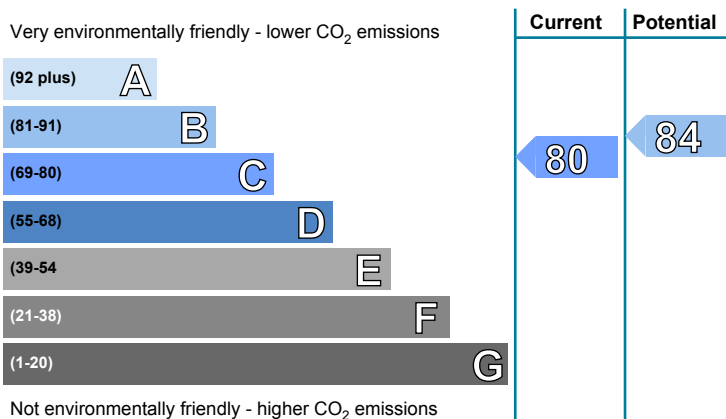 Very environmentally friendly - lower CO2 emissions
Current
Potential
(92 plus) A
(81-91) B
(69-80) C
(55-68) D
(39-54 E
(21-38) F
(1-20) G
80
84
Not environmentally friendly - higher CO2 emissions